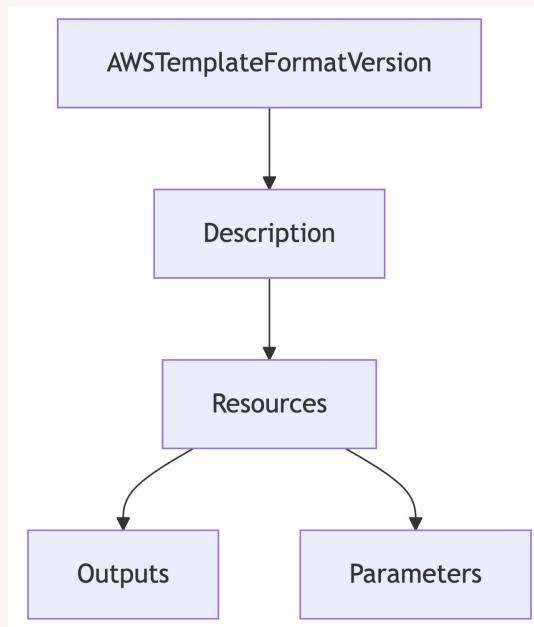 AWSTemplateFormatVersion
Description
Resources
Outputs
Parameters